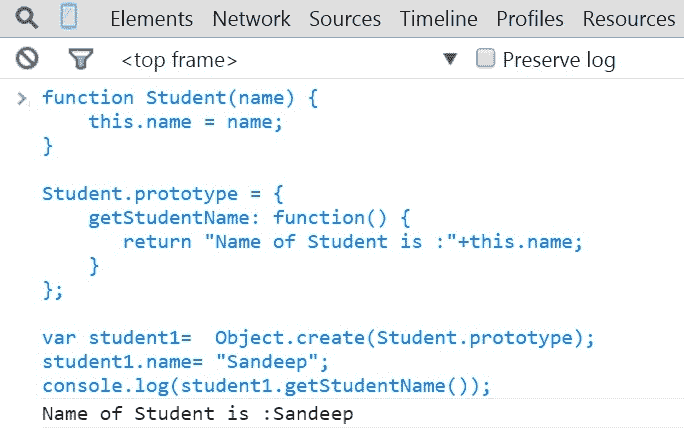 Elements Network Sources Timeline Profiles Resources
<top frame> ▼ Preserve log
> function Student(name) {
    this.name = name;
}
Student.prototype = {
    getStudentName: function() {
       return "Name of Student is :"+this.name;
    }
};
var student1=  Object.create(Student.prototype);
student1.name= "Sandeep";
console.log(student1.getStudentName());
Name of Student is :Sandeep